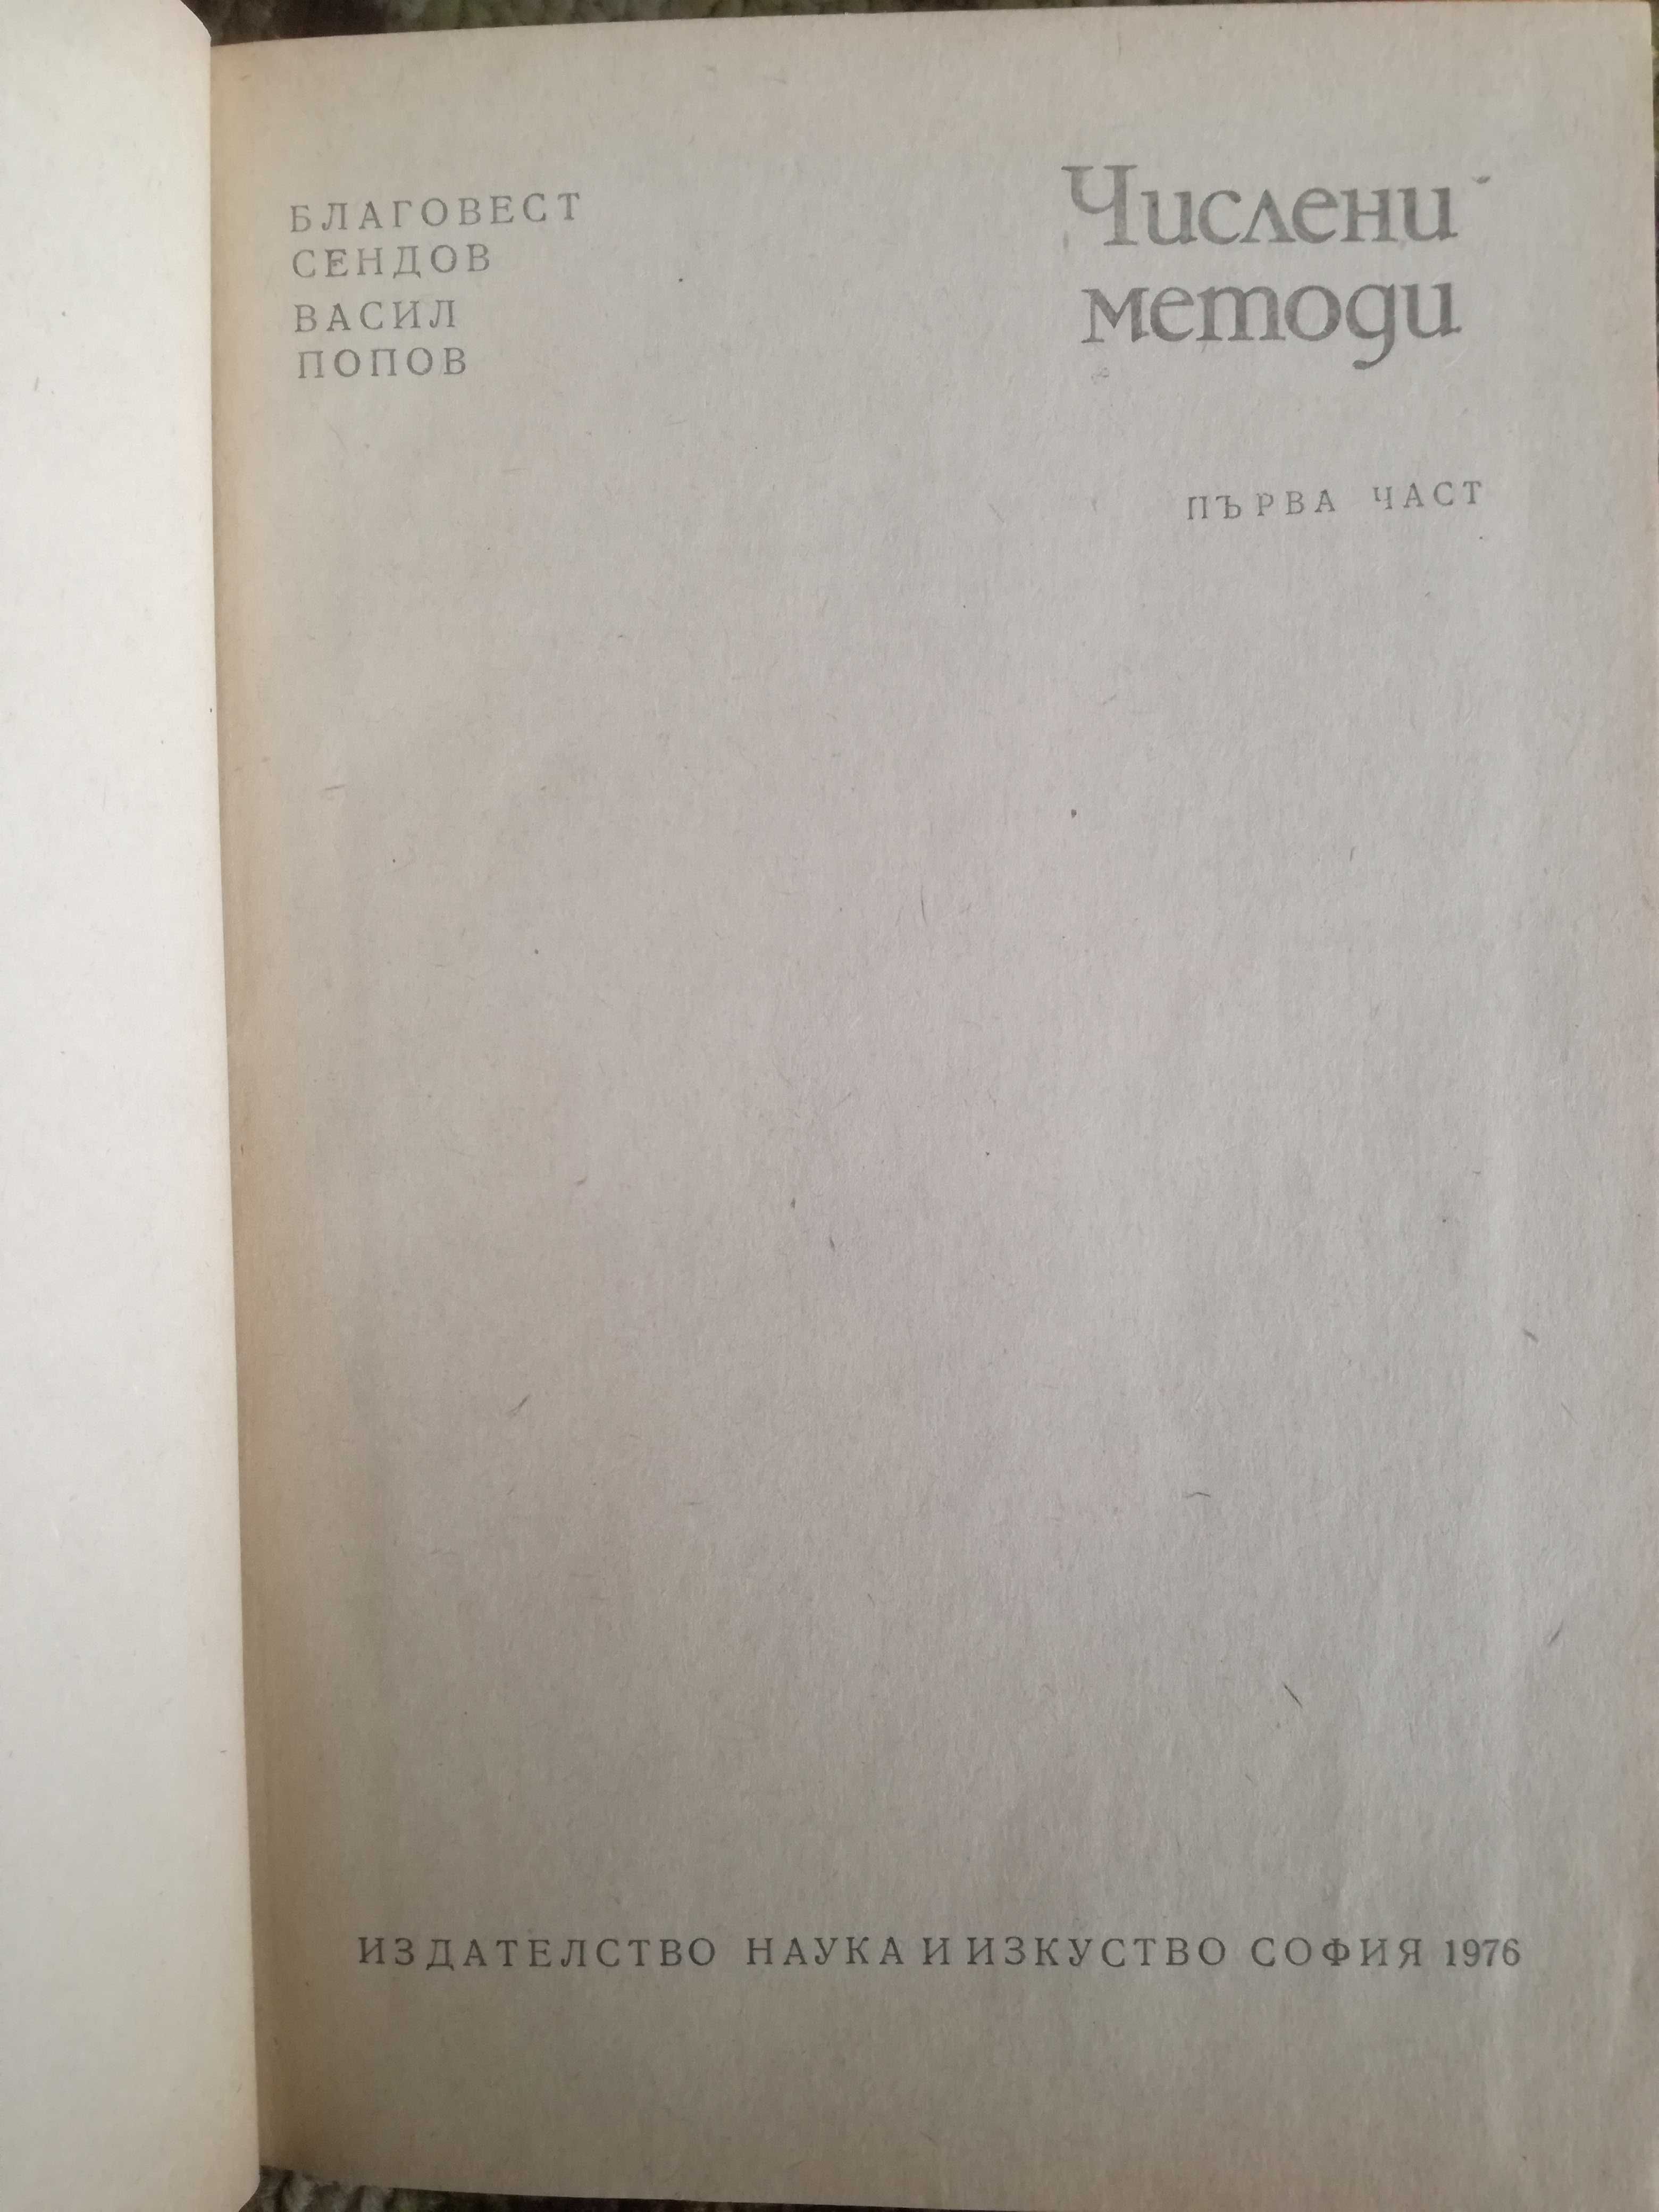 БЛАГОВЕСТ
СЕНДОВ
ВАСИЛ
ПОПОВ
Числени
методи
ПЪРВА ЧАСТ
ИЗДАТЕЛСТВО НАУКА И ИЗКУСТВО СОФИЯ 1976